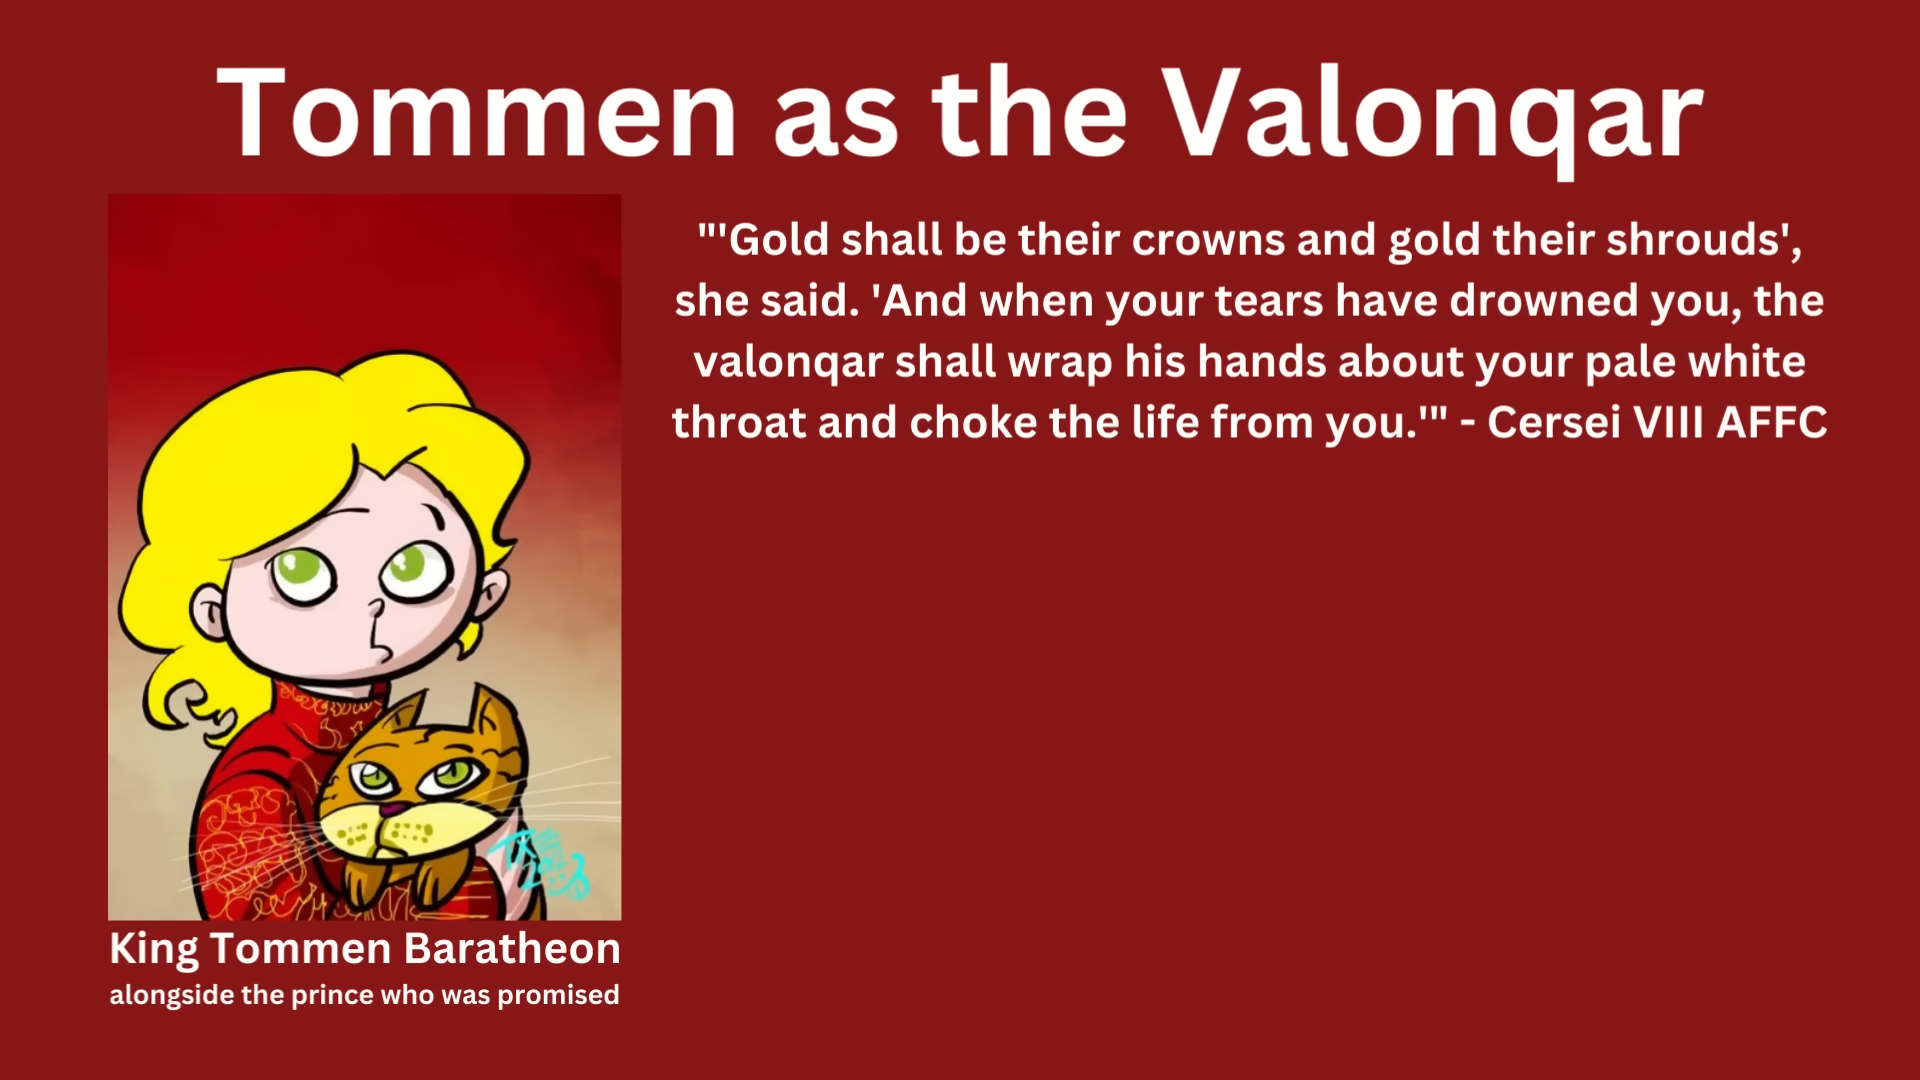 Tommen as the Valonqar
"'Gold shall be their crowns and gold their shrouds',
she said. 'And when your tears have drowned you, the
valonqar shall wrap his hands about your pale white
throat and choke the life from you.'" - Cersei VIII AFFC
King Tommen Baratheon
alongside the prince who was promised